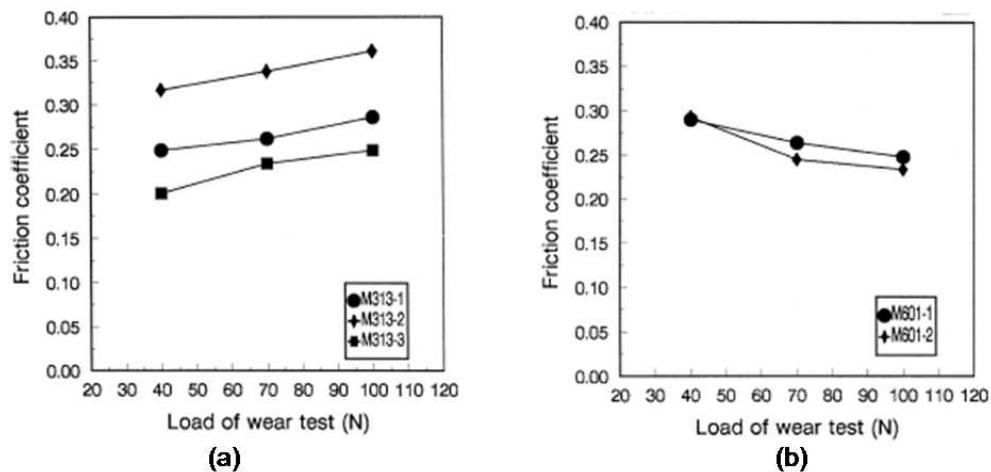 0.40
0.35
0.30
0.25
0.20
0.15
0.10
0.05
0.00
Friction coefficient
M313-1
M313-2
M313-3
20 30 40 50 60 70 80 90 100 110 120
Load of wear test (N)
(a)
0.40
0.35
0.30
0.25
0.20
0.15
0.10
0.05
0.00
Friction coefficient
M601-1
M601-2
20 30 40 50 60 70 80 90 100 110 120
Load of wear test (N)
(b)